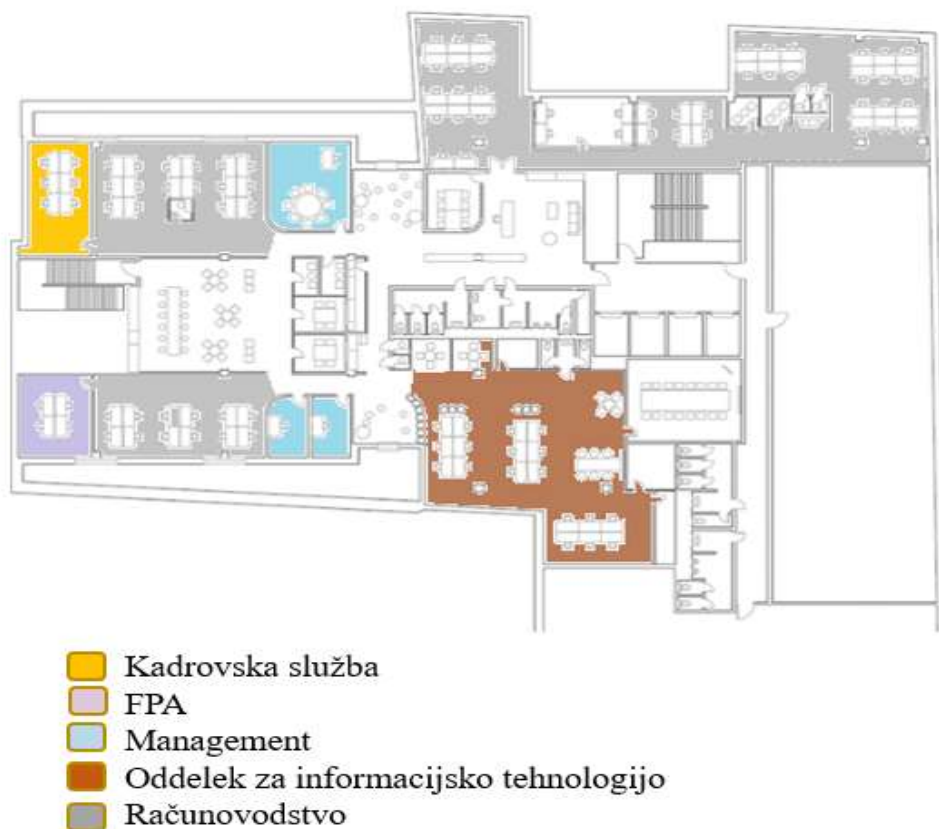 Kadrovska služba
FPA
Management
Oddelek za informacijsko tehnologijo
Računovodstvo